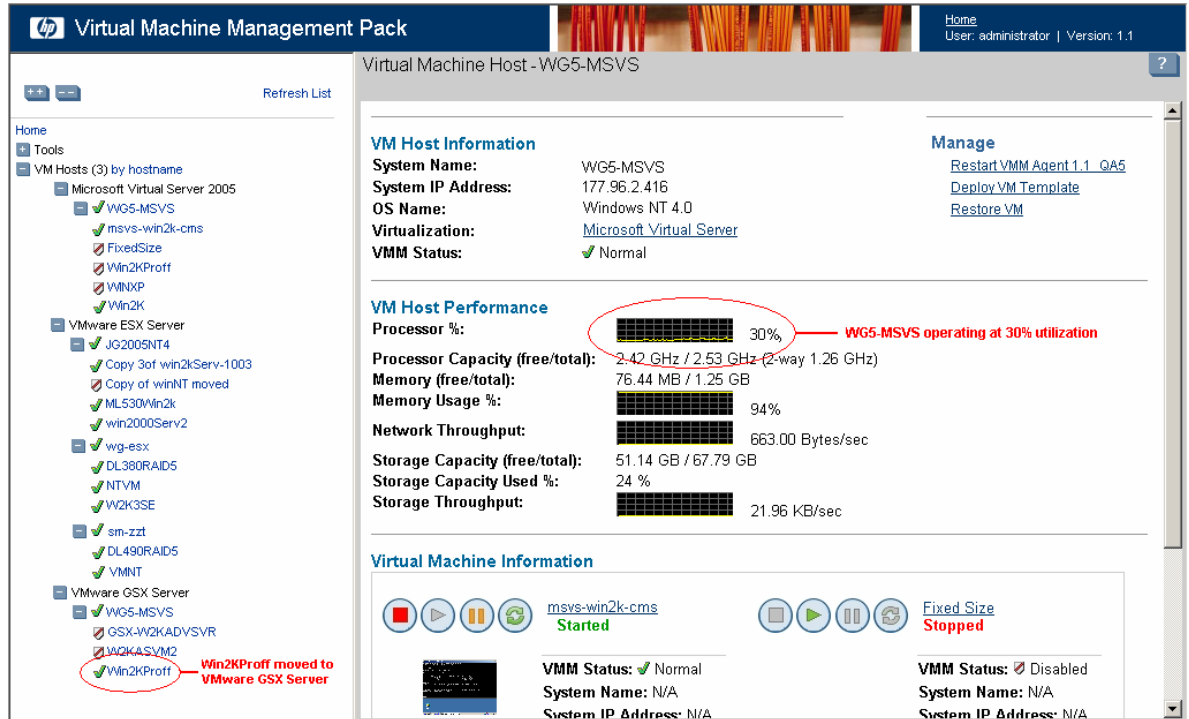 hp Virtual Machine Management Pack
Home
User: administrator | Version: 1.1
++ -- Refresh List
Home
+ Tools
- VM Hosts (3) by hostname
- Microsoft Virtual Server 2005
- WG5-MSVS
msvs-win2k-cms
FixedSize
Win2KProff
WINXP
Win2K
- VMware ESX Server
- JG2005NT4
Copy 3of win2kServ-1003
Copy of winNT moved
ML530Win2k
win2000Serv2
- wg-esx
DL380RAID5
NTVM
W2K3SE
- sm-zzt
DL490RAID5
VMNT
- VMware GSX Server
- WG5-MSVS
GSX-W2KADVSVR
W2KASVM2
Win2KProff
Win2KProff moved to
VMware GSX Server
Virtual Machine Host - WG5-MSVS ?
VM Host Information
System Name: WG5-MSVS
System IP Address: 177.96.2.416
OS Name: Windows NT 4.0
Virtualization: Microsoft Virtual Server
VMM Status: Normal
Manage
Restart VMM Agent 1.1 QA5
Deploy VM Template
Restore VM
VM Host Performance
Processor %: 30%, WG5-MSVS operating at 30% utilization
Processor Capacity (free/total): 2.42 GHz / 2.53 GHz (2-way 1.26 GHz)
Memory (free/total): 76.44 MB / 1.25 GB
Memory Usage %: 94%
Network Throughput: 663.00 Bytes/sec
Storage Capacity (free/total): 51.14 GB / 67.79 GB
Storage Capacity Used %: 24 %
Storage Throughput: 21.96 KB/sec
Virtual Machine Information
msvs-win2k-cms
Started
VMM Status: Normal
System Name: N/A
System IP Address: N/A
Fixed Size
Stopped
VMM Status: Disabled
System Name: N/A
System IP Address: N/A